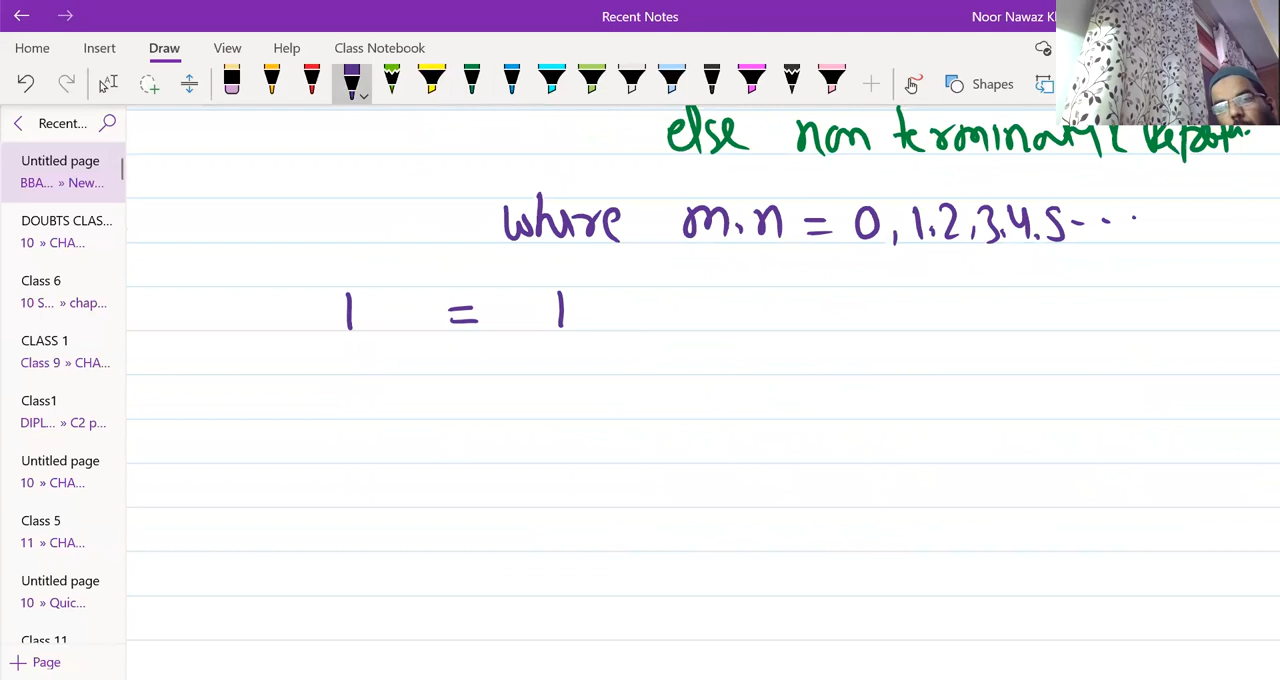 Recent Notes
Noor Nawaz
Home Insert Draw View Help Class Notebook
Shapes
Recent...
Untitled page
BBA... » New...
DOUBTS CLAS...
10 » CHA...
Class 6
10 S... » chap...
CLASS 1
Class 9 » CHA...
Class1
DIPL... » C2 p...
Untitled page
10 » CHA...
Class 5
11 » CHA...
Untitled page
10 » Quic...
Class 11
Page
else non
where m,n = 0,1,2,3,4,5---
1 = 1